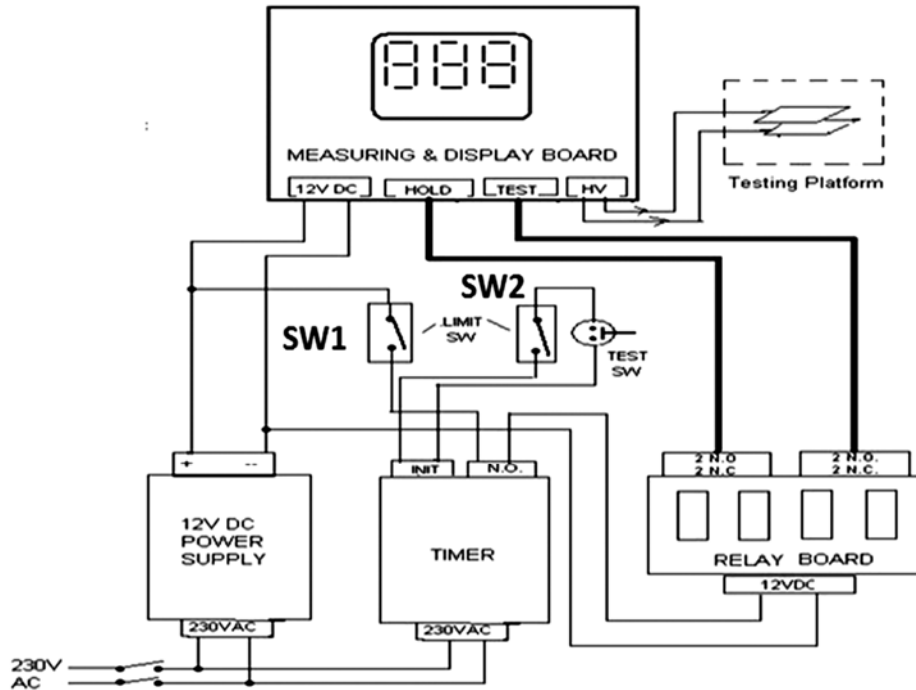 888
MEASURING & DISPLAY BOARD
12V DC
HOLD
TEST
HV
Testing Platform
SW1
.LIMIT
SW
SW2
TEST
SW
+
--
INIT
N.O.
2 N.O
2 N.C
2 N.O.
2 N.C.
12V DC
POWER
SUPPLY
TIMER
RELAY BOARD
12VDC
230VAC
230VAC
230V
AC